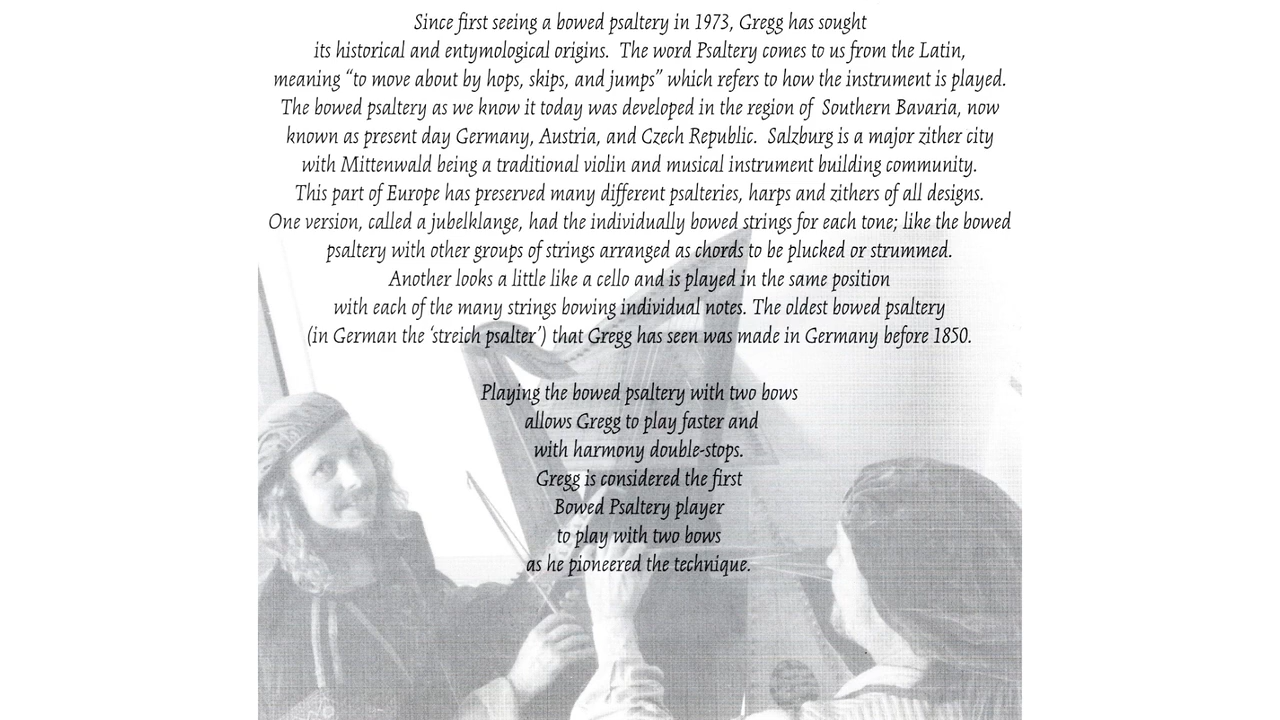 Since first seeing a bowed psaltery in 1973, Gregg has sought
its historical and entymological origins.  The word Psaltery comes to us from the Latin,
meaning “to move about by hops, skips, and jumps” which refers to how the instrument is played.
The bowed psaltery as we know it today was developed in the region of  Southern Bavaria, now
known as present day Germany, Austria, and Czech Republic.  Salzburg is a major zither city
with Mittenwald being a traditional violin and musical instrument building community.
This part of Europe has preserved many different psalteries, harps and zithers of all designs.
One version, called a jubelklange, had the individually bowed strings for each tone; like the bowed
psaltery with other groups of strings arranged as chords to be plucked or strummed.
Another looks a little like a cello and is played in the same position
with each of the many strings bowing individual notes. The oldest bowed psaltery
(in German the ‘streich psalter’) that Gregg has seen was made in Germany before 1850.
Playing the bowed psaltery with two bows
allows Gregg to play faster and
with harmony double-stops.
Gregg is considered the first
Bowed Psaltery player
to play with two bows
as he pioneered the technique.